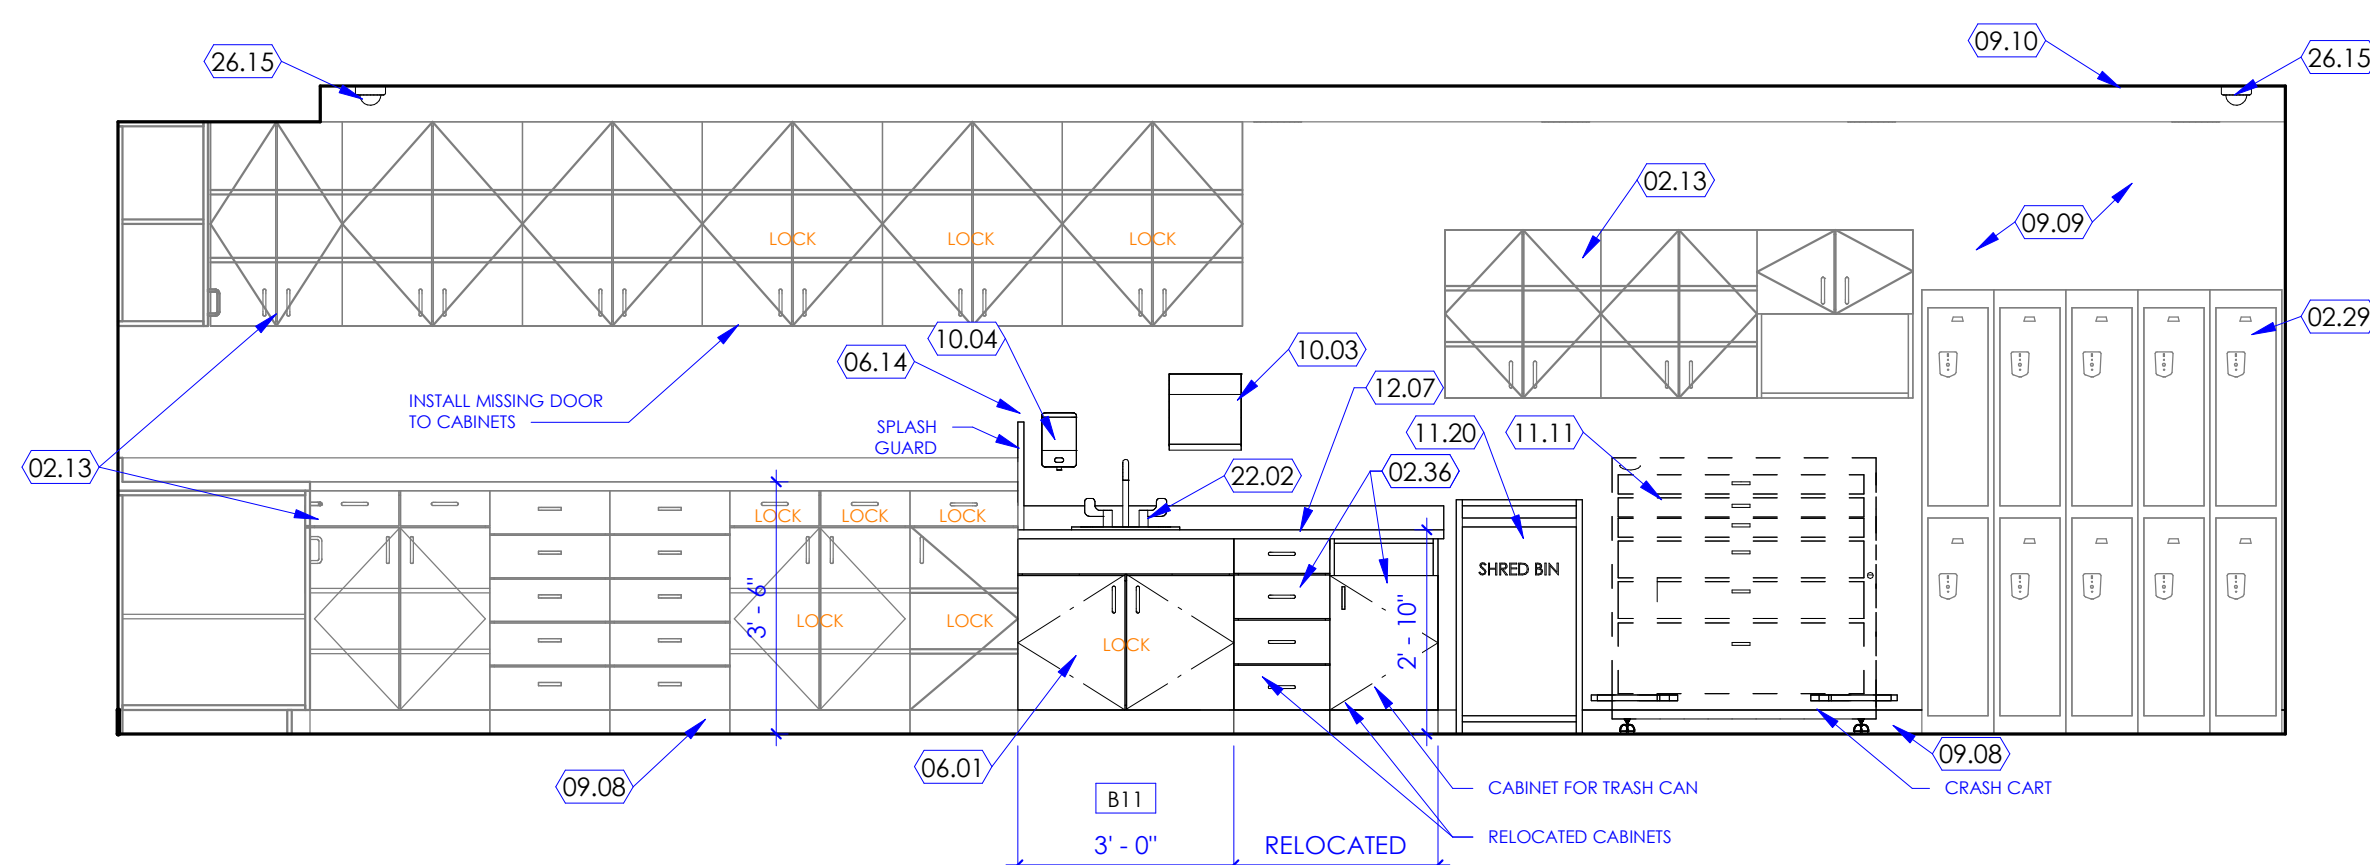 09.10
26.15
26.15
02.13
09.09
LOCK
LOCK
LOCK
02.29
10.04
10.03
06.14
12.07
INSTALL MISSING DOOR
TO CABINETS
SPLASH
GUARD
11.20
11.11
02.13
22.02
02.36
LOCK
LOCK
LOCK
SHRED BIN
3' - 6"
2' - 10"
LOCK
LOCK
LOCK
06.01
09.08
09.08
CABINET FOR TRASH CAN
CRASH CART
B11
RELOCATED CABINETS
3' - 0"
RELOCATED